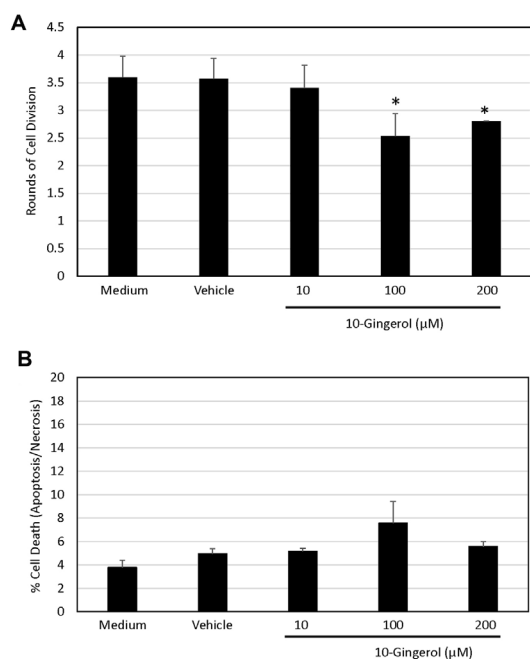 A
4.5
4
3.5
3
2.5
2
1.5
1
0.5
0
Rounds of Cell Division
* *
Medium Vehicle 10 100 200
10-Gingerol (µM)
B
20
18
16
14
12
10
8
6
4
2
0
% Cell Death (Apoptosis/Necrosis)
Medium Vehicle 10 100 200
10-Gingerol (µM)